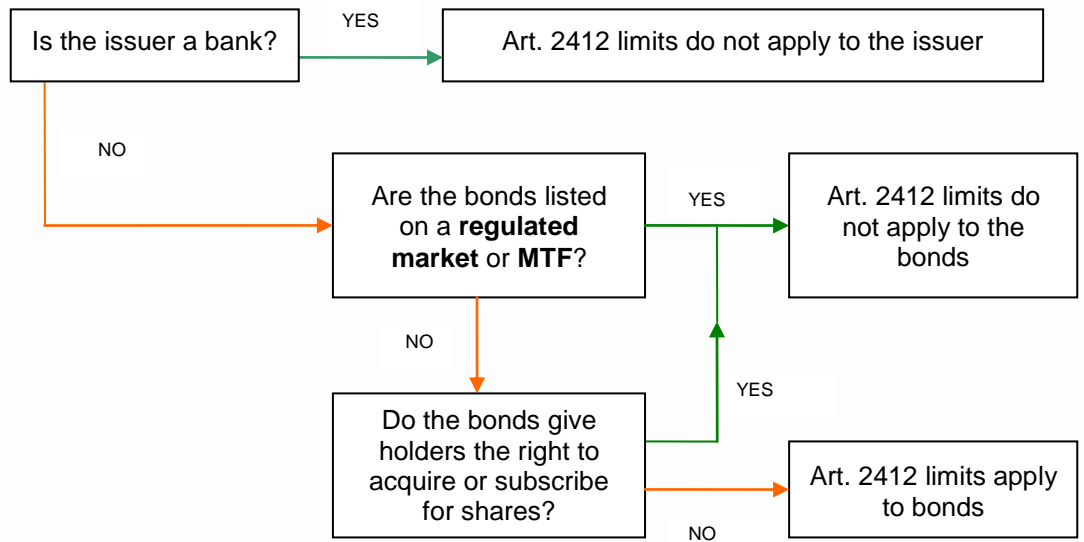 Is the issuer a bank?
YES
Art. 2412 limits do not apply to the issuer
NO
Are the bonds listed
on a regulated
market or MTF?
YES
Art. 2412 limits do
not apply to the
bonds
NO
YES
Do the bonds give
holders the right to
acquire or subscribe
for shares?
NO
Art. 2412 limits apply
to bonds